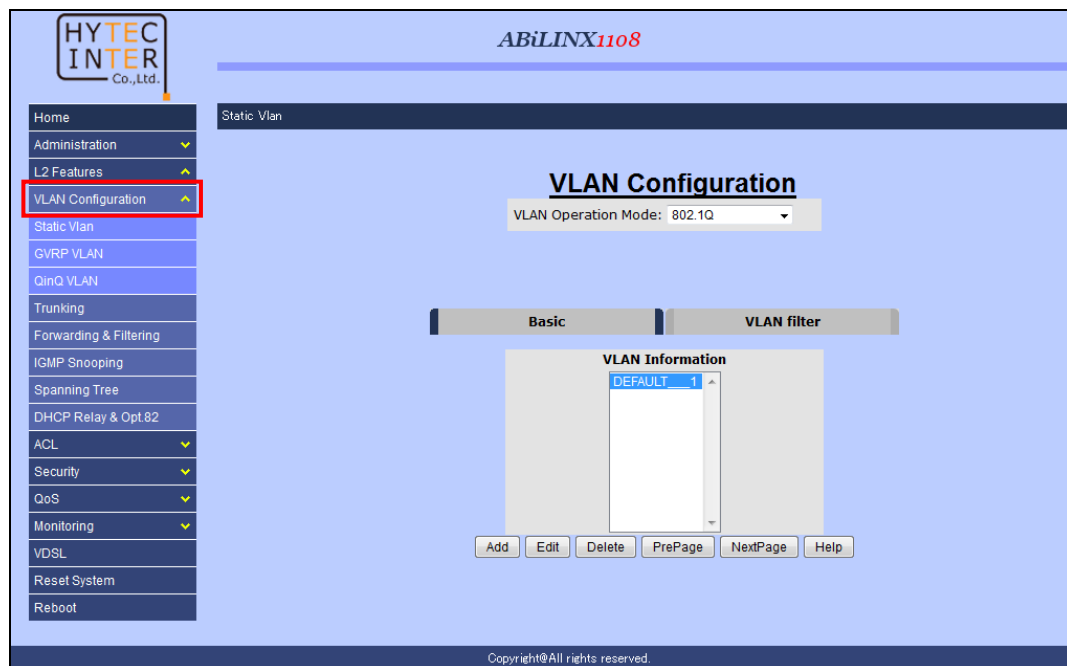 HYTEC
INTER
Co.,Ltd.
ABiLINX1108
Home
Administration
L2 Features
VLAN Configuration
Static Vlan
GVRP VLAN
QinQ VLAN
Trunking
Forwarding & Filtering
IGMP Snooping
Spanning Tree
DHCP Relay & Opt.82
ACL
Security
QoS
Monitoring
VDSL
Reset System
Reboot
Static Vlan
VLAN Configuration
VLAN Operation Mode: 802.1Q
Basic VLAN filter
VLAN Information
DEFAULT___1
Add Edit Delete PrePage NextPage Help
Copyright@All rights reserved.